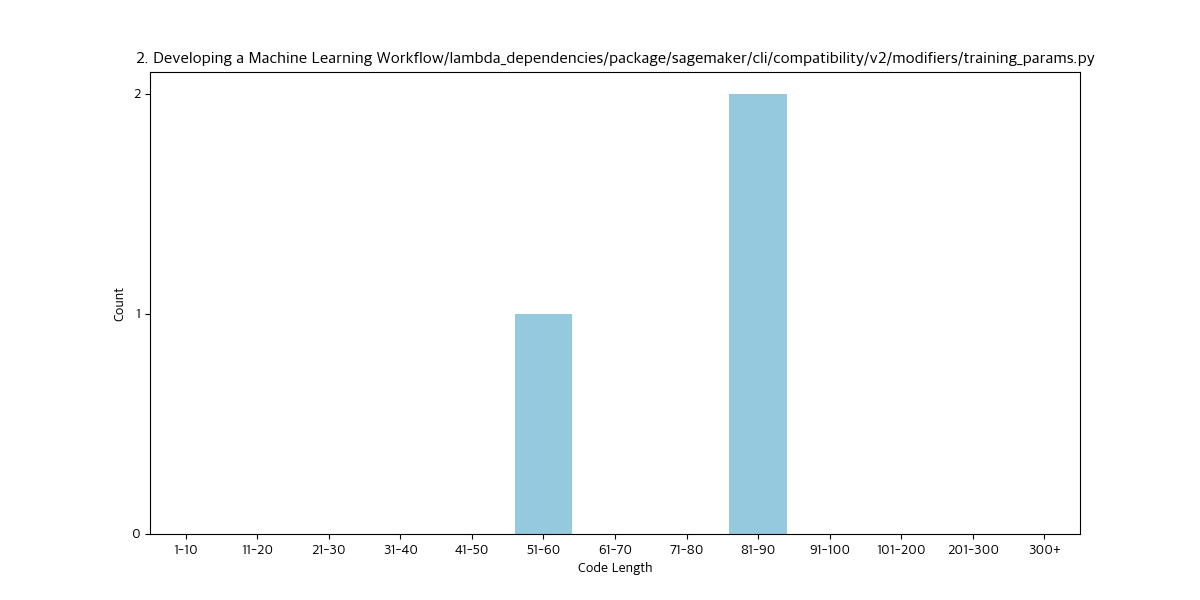 2. Developing a Machine Learning Workflow/lambda_dependencies/package/sagemaker/cli/compatibility/v2/modifiers/training_params.py
2
1
0
Count
1-10 11-20 21-30 31-40 41-50 51-60 61-70 71-80 81-90 91-100 101-200 201-300 300+
Code Length